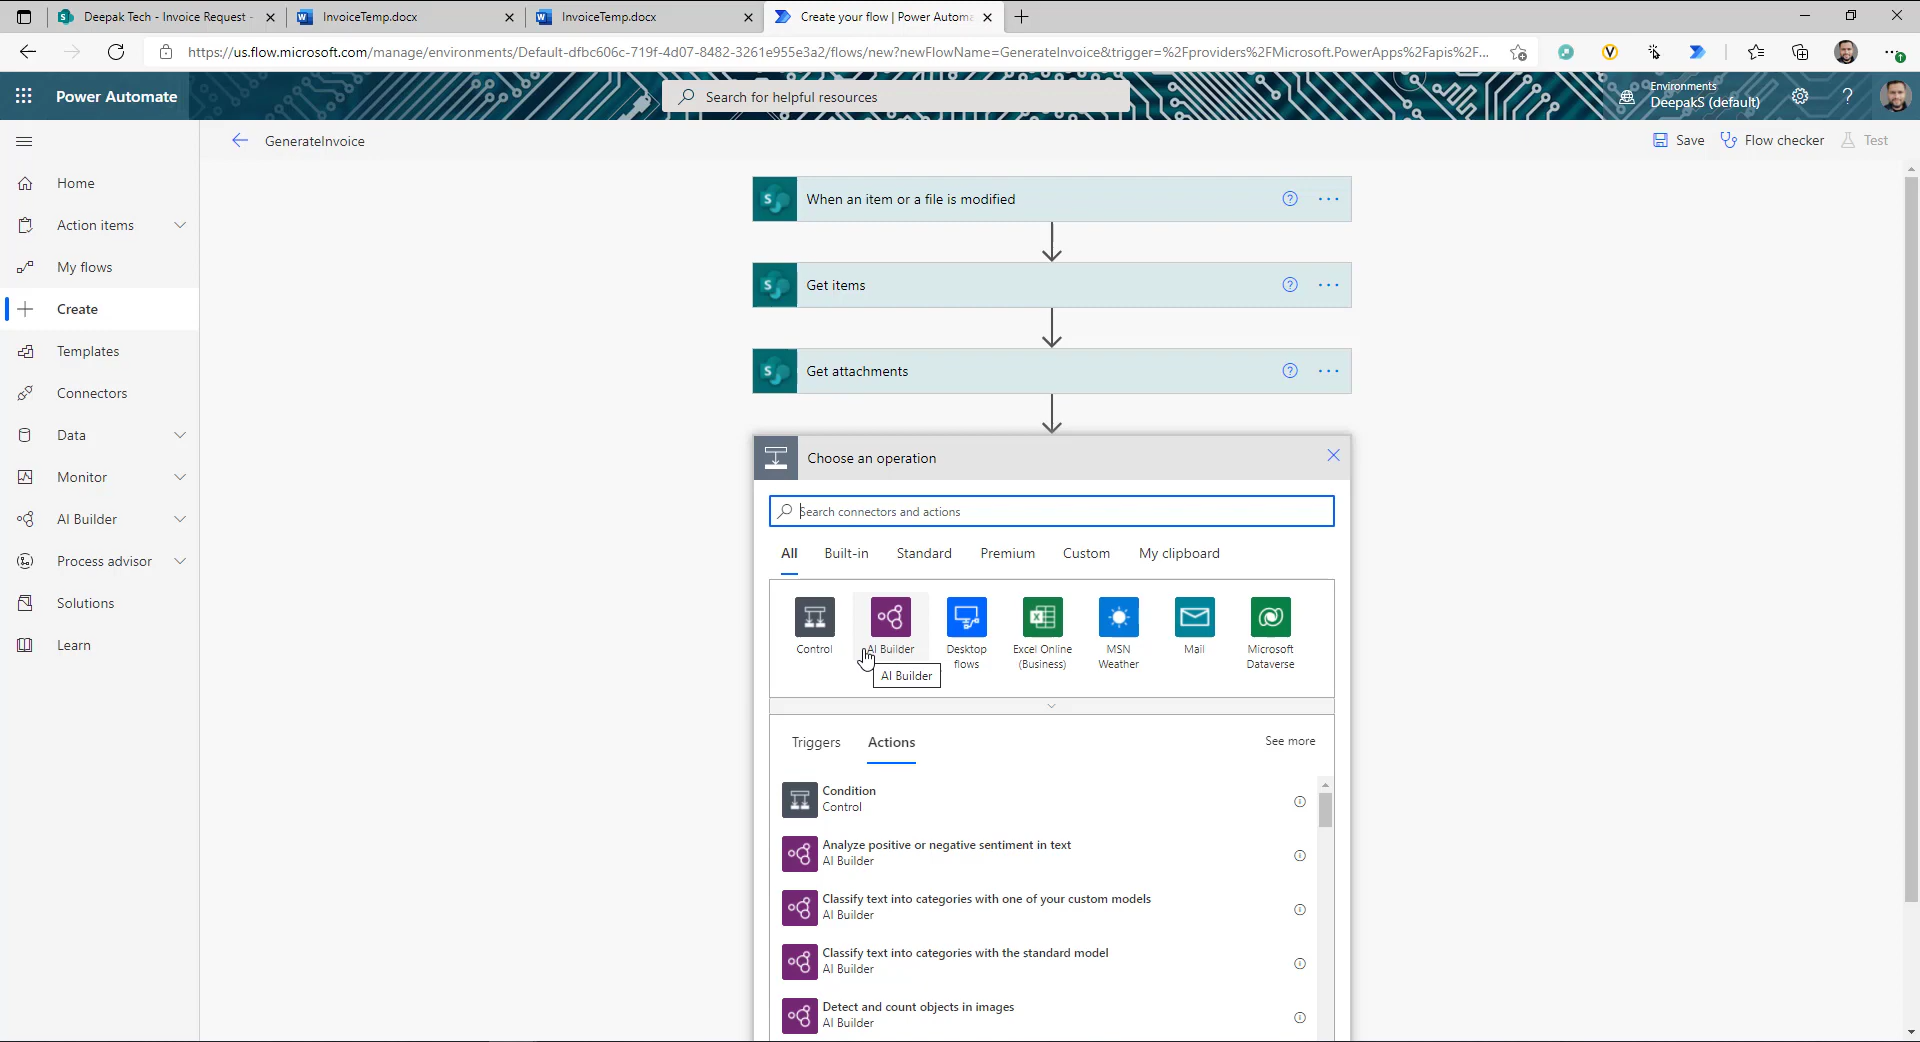 Deepak Tech - Invoice Request -
InvoiceTemp.docx
InvoiceTemp.docx
Create your flow | Power Automa
https://us.flow.microsoft.com/manage/environments/Default-dfbc606c-719f-4d07-8482-3261e955e3a2/flows/new?newFlowName=GenerateInvoice&trigger=%2Fproviders%2FMicrosoft.PowerApps%2Fapis%2F...
Power Automate
Search for helpful resources
Environments
DeepakS (default)
GenerateInvoice
Save
Flow checker
Test
Home
Action items
My flows
Create
Templates
Connectors
Data
Monitor
AI Builder
Process advisor
Solutions
Learn
When an item or a file is modified
Get items
Get attachments
Choose an operation
Search connectors and actions
All
Built-in
Standard
Premium
Custom
My clipboard
Control
AI Builder
Desktop
flows
Excel Online
(Business)
MSN
Weather
Mail
Microsoft
Dataverse
AI Builder
Triggers
Actions
See more
Condition
Control
Analyze positive or negative sentiment in text
AI Builder
Classify text into categories with one of your custom models
AI Builder
Classify text into categories with the standard model
AI Builder
Detect and count objects in images
AI Builder